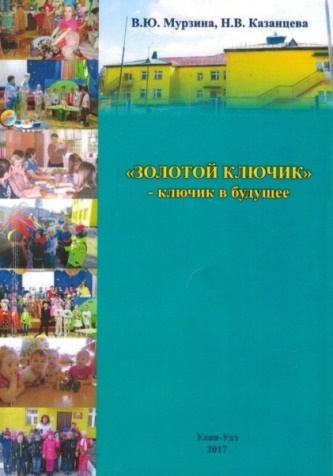 В.Ю. Мурзина, Н.В. Казанцева
«ЗОЛОТОЙ КЛЮЧИК»
- ключик в будущее
Улан-Удэ
2017